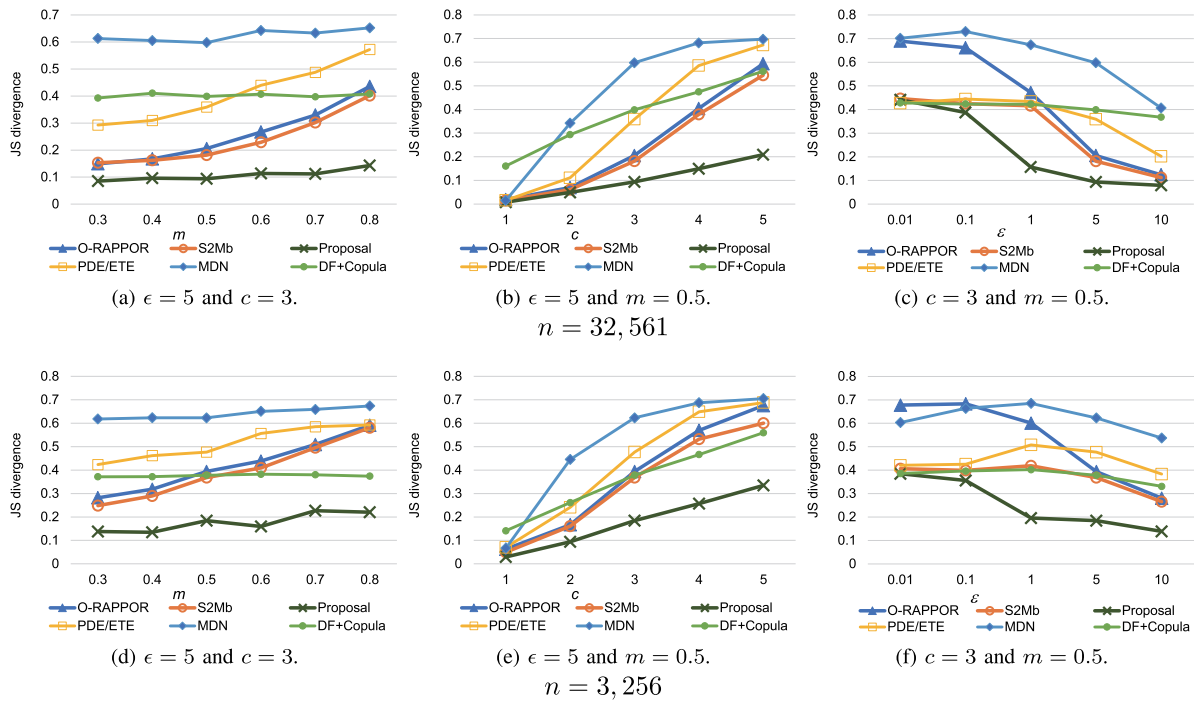 0.7
0.6
0.5
0.4
0.3
0.2
0.1
0
JS divergence
0.3 0.4 0.5 0.6 0.7 0.8
m
O-RAPPOR S2Mb Proposal
PDE/ETE MDN DF+Copula
(a) ϵ = 5 and c = 3.
0.8
0.7
0.6
0.5
0.4
0.3
0.2
0.1
0
JS divergence
1 2 3 4 5
c
O-RAPPOR S2Mb Proposal
PDE/ETE MDN DF+Copula
(b) ϵ = 5 and m = 0.5.
0.8
0.7
0.6
0.5
0.4
0.3
0.2
0.1
0
JS divergence
0.01 0.1 1 5 10
ε
O-RAPPOR S2Mb Proposal
PDE/ETE MDN DF+Copula
(c) c = 3 and m = 0.5.
n = 32, 561
0.8
0.7
0.6
0.5
0.4
0.3
0.2
0.1
0
JS divergence
0.3 0.4 0.5 0.6 0.7 0.8
m
O-RAPPOR S2Mb Proposal
PDE/ETE MDN DF+Copula
(d) ϵ = 5 and c = 3.
0.8
0.7
0.6
0.5
0.4
0.3
0.2
0.1
0
JS divergence
1 2 3 4 5
c
O-RAPPOR S2Mb Proposal
PDE/ETE MDN DF+Copula
(e) ϵ = 5 and m = 0.5.
0.8
0.7
0.6
0.5
0.4
0.3
0.2
0.1
0
JS divergence
0.01 0.1 1 5 10
ε
O-RAPPOR S2Mb Proposal
PDE/ETE MDN DF+Copula
(f) c = 3 and m = 0.5.
n = 3, 256